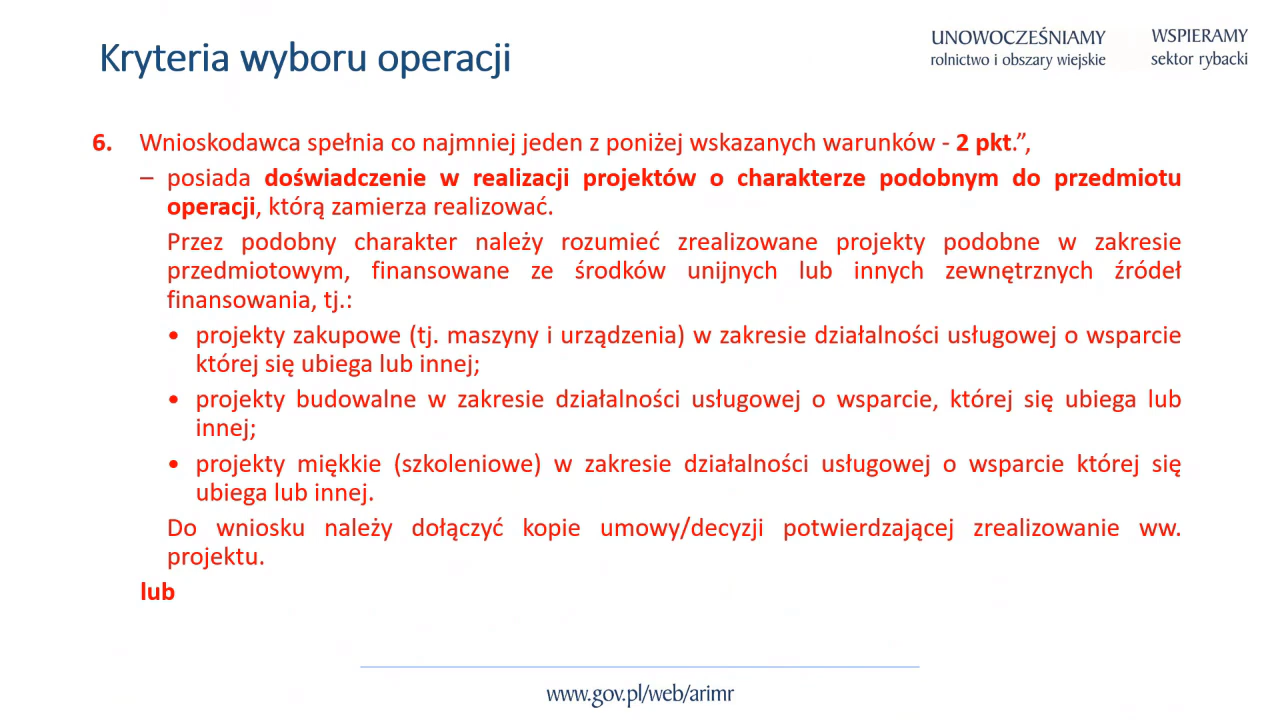 Kryteria wyboru operacji
UNOWOCZEŚNIAMY
rolnictwo i obszary wiejskie
WSPIERAMY
sektor rybacki
6. Wnioskodawca spełnia co najmniej jeden z poniżej wskazanych warunków - 2 pkt.”,
– posiada doświadczenie w realizacji projektów o charakterze podobnym do przedmiotu
operacji, którą zamierza realizować.
Przez podobny charakter należy rozumieć zrealizowane projekty podobne w zakresie
przedmiotowym, finansowane ze środków unijnych lub innych zewnętrznych źródeł
finansowania, tj.:
• projekty zakupowe (tj. maszyny i urządzenia) w zakresie działalności usługowej o wsparcie
której się ubiega lub innej;
• projekty budowalne w zakresie działalności usługowej o wsparcie, której się ubiega lub
innej;
• projekty miękkie (szkoleniowe) w zakresie działalności usługowej o wsparcie której się
ubiega lub innej.
Do wniosku należy dołączyć kopie umowy/decyzji potwierdzającej zrealizowanie ww.
projektu.
lub
www.gov.pl/web/arimr